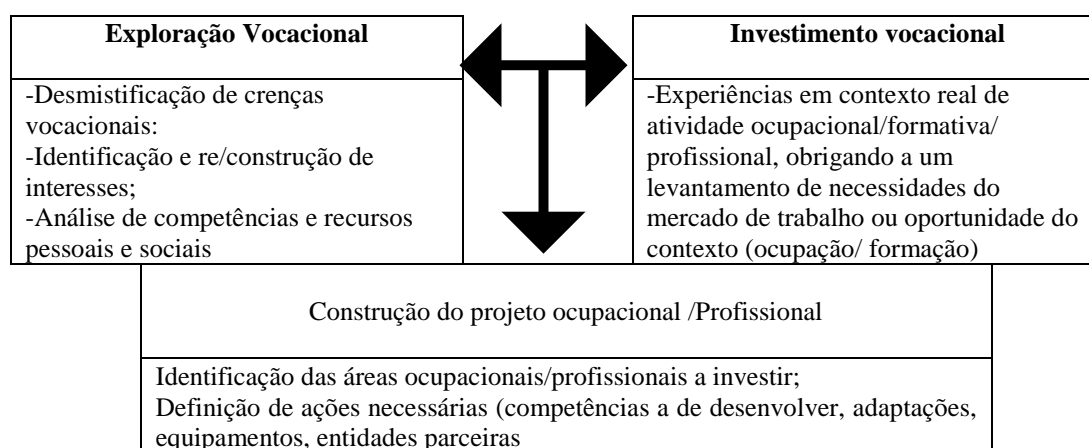 Exploração Vocacional
-Desmistificação de crenças
vocacionais:
-Identificação e re/construção de
interesses;
-Análise de competências e recursos
pessoais e sociais
Investimento vocacional
-Experiências em contexto real de
atividade ocupacional/formativa/
profissional, obrigando a um
levantamento de necessidades do
mercado de trabalho ou oportunidade do
contexto (ocupação/ formação)
Construção do projeto ocupacional /Profissional
Identificação das áreas ocupacionais/profissionais a investir;
Definição de ações necessárias (competências a de desenvolver, adaptações,
equipamentos, entidades parceiras